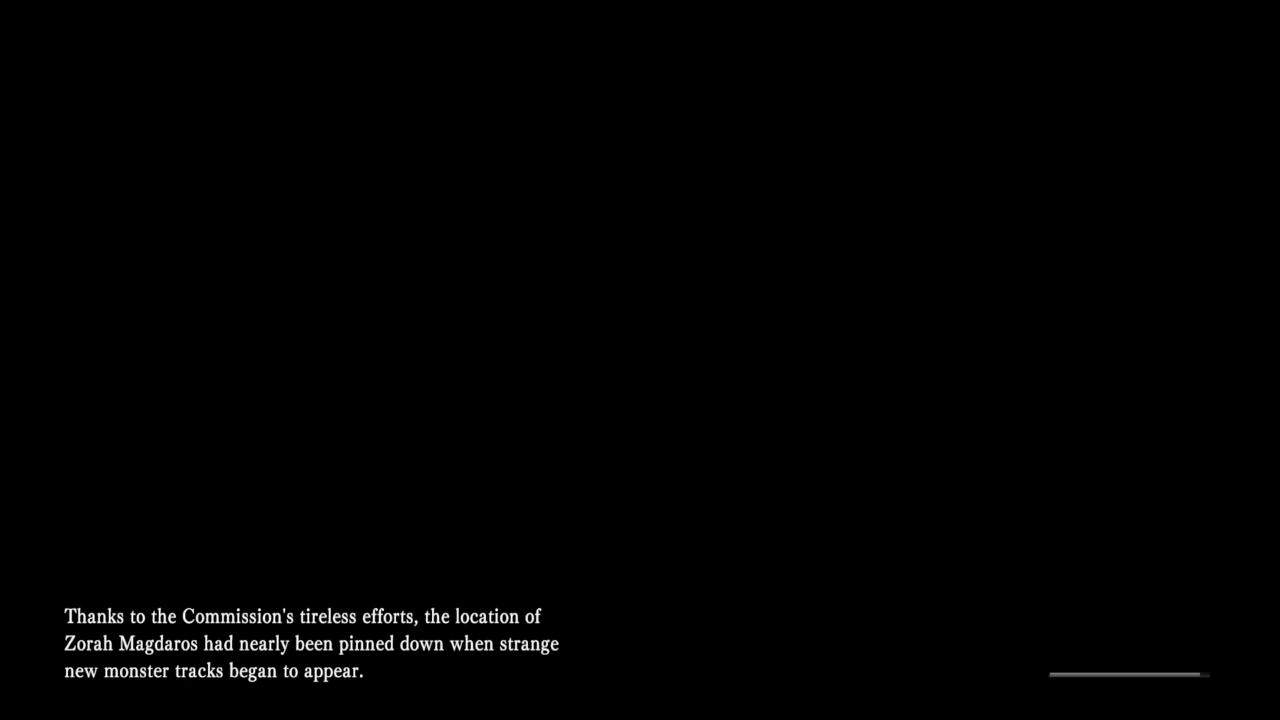 Thanks to the Commission's tireless efforts, the location of
Zorah Magdaros had nearly been pinned down when strange
new monster tracks began to appear.